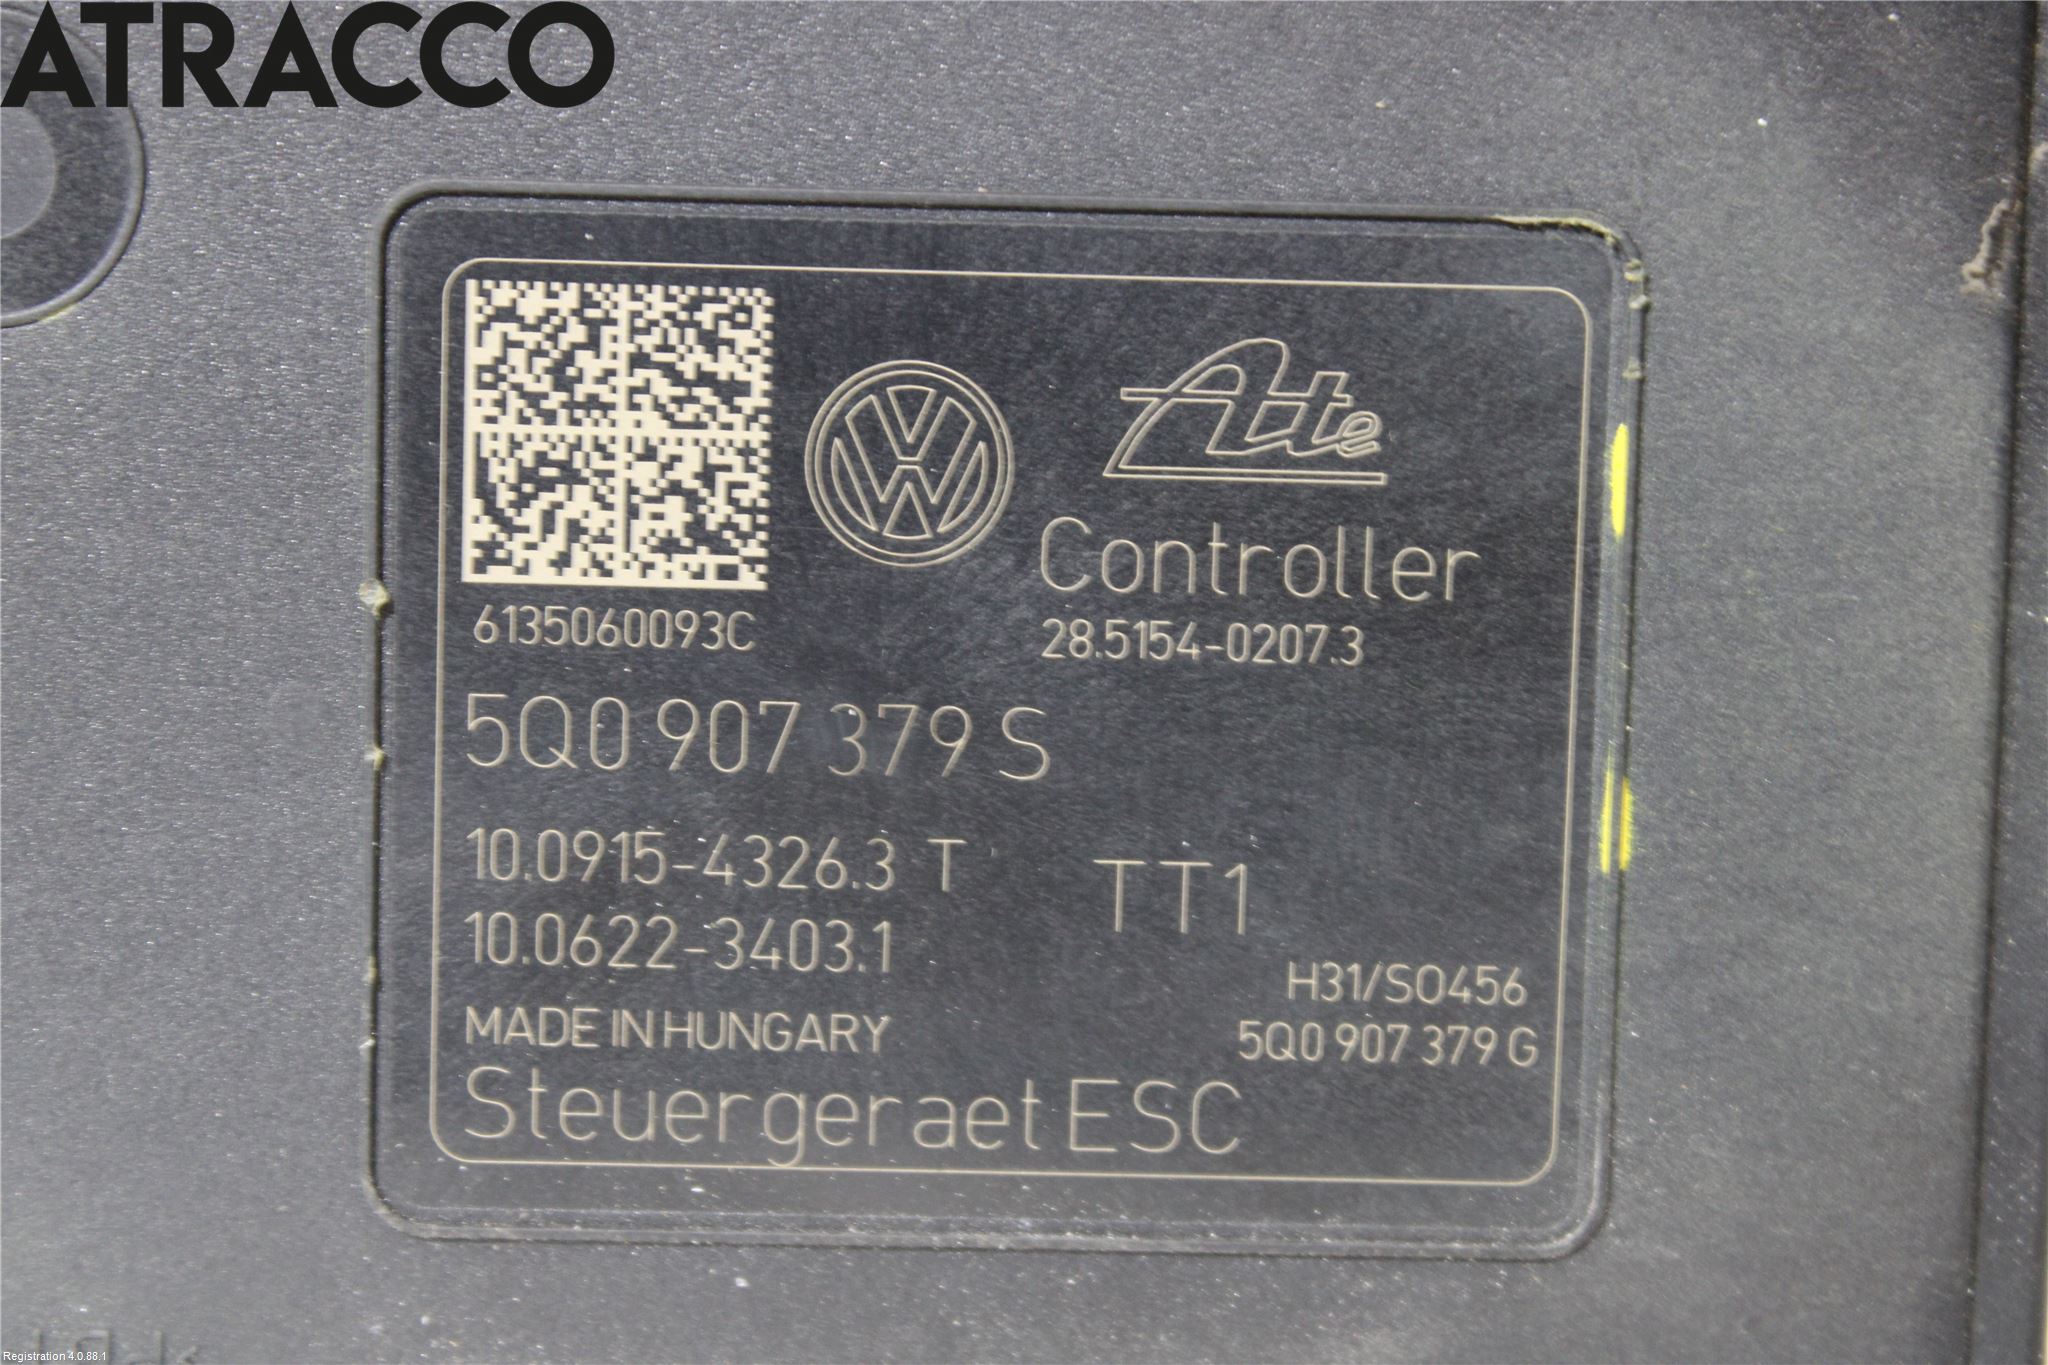 ATRACCO
Ate
Controller
28.5154-0207.3
6135060093C
5Q0 907 379 S
10.0915-4326.3 T TT1
10.0622-3403.1
H31/SO456
MADE IN HUNGARY
5Q0 907 379 G
Steuergeraet ESC
Registration 4.0.88.1